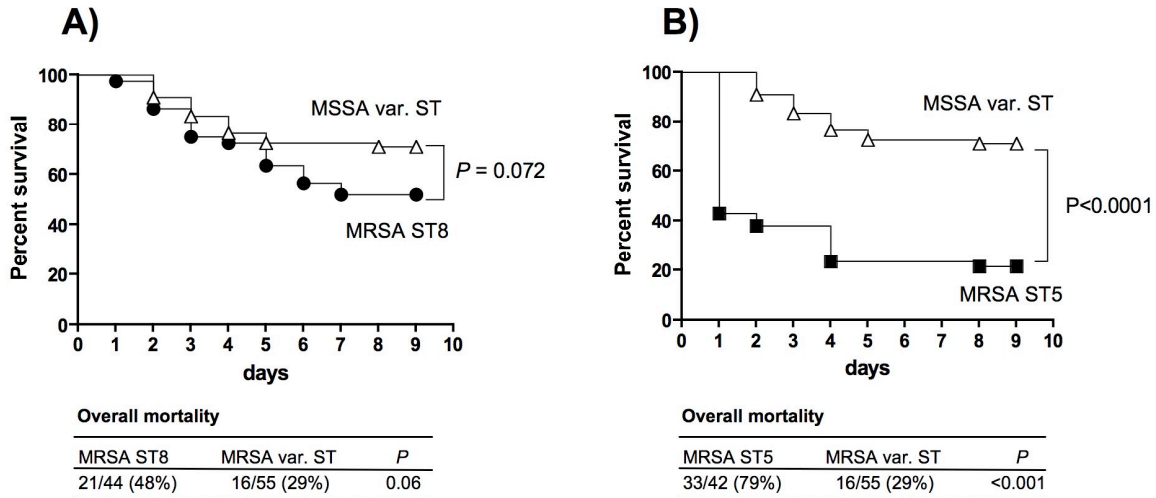 A)
Percent survival
100
80
60
40
20
0
MSSA var. ST
P = 0.072
MRSA ST8
0 1 2 3 4 5 6 7 8 9 10
days
Overall mortality
MRSA ST8 MRSA var. ST P
21/44 (48%) 16/55 (29%) 0.06
B)
Percent survival
100
80
60
40
20
0
MSSA var. ST
P<0.0001
MRSA ST5
0 1 2 3 4 5 6 7 8 9 10
days
Overall mortality
MRSA ST5 MRSA var. ST P
33/42 (79%) 16/55 (29%) <0.001